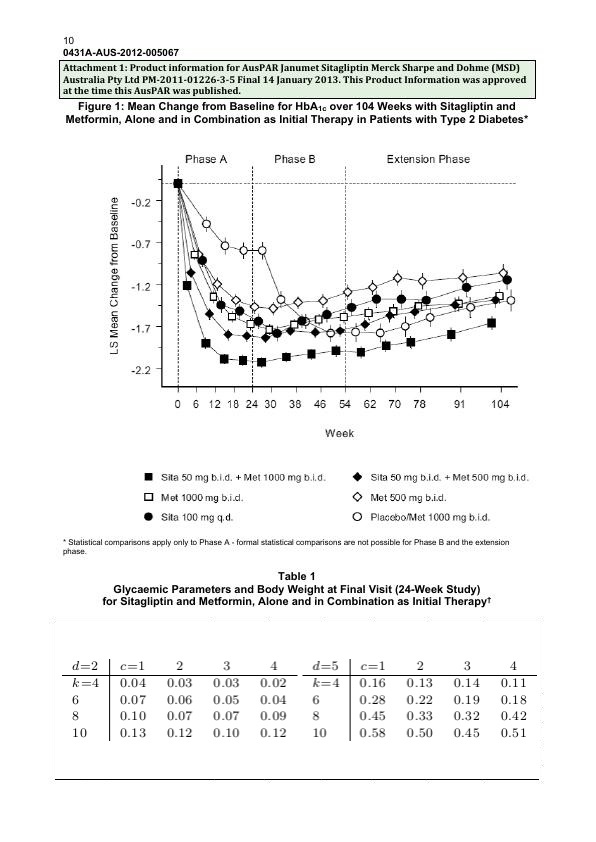 10
0431A-AUS-2012-005067
Attachment 1: Product information for AusPAR Janumet Sitagliptin Merck Sharpe and Dohme (MSD)
Australia Pty Ltd PM-2011-01226-3-5 Final 14 January 2013. This Product Information was approved
at the time this AusPAR was published.
Figure 1: Mean Change from Baseline for HbA1c over 104 Weeks with Sitagliptin and
Metformin, Alone and in Combination as Initial Therapy in Patients with Type 2 Diabetes*
Phase A Phase B Extension Phase
LS Mean Change from Baseline
-0.2
-0.7
-1.2
-1.7
-2.2
0 6 12 18 24 30 38 46 54 62 70 78 91 104
Week
Sita 50 mg b.i.d. + Met 1000 mg b.i.d. Sita 50 mg b.i.d. + Met 500 mg b.i.d.
Met 1000 mg b.i.d. Met 500 mg b.i.d.
Sita 100 mg q.d. Placebo/Met 1000 mg b.i.d.
* Statistical comparisons apply only to Phase A - formal statistical comparisons are not possible for Phase B and the extension
phase.
Table 1
Glycaemic Parameters and Body Weight at Final Visit (24-Week Study)
for Sitagliptin and Metformin, Alone and in Combination as Initial Therapy†
d=2 c=1 2 3 4 d=5 c=1 2 3 4
k=4 0.04 0.03 0.03 0.02 k=4 0.16 0.13 0.14 0.11
6 0.07 0.06 0.05 0.04 6 0.28 0.22 0.19 0.18
8 0.10 0.07 0.07 0.09 8 0.45 0.33 0.32 0.42
10 0.13 0.12 0.10 0.12 10 0.58 0.50 0.45 0.51